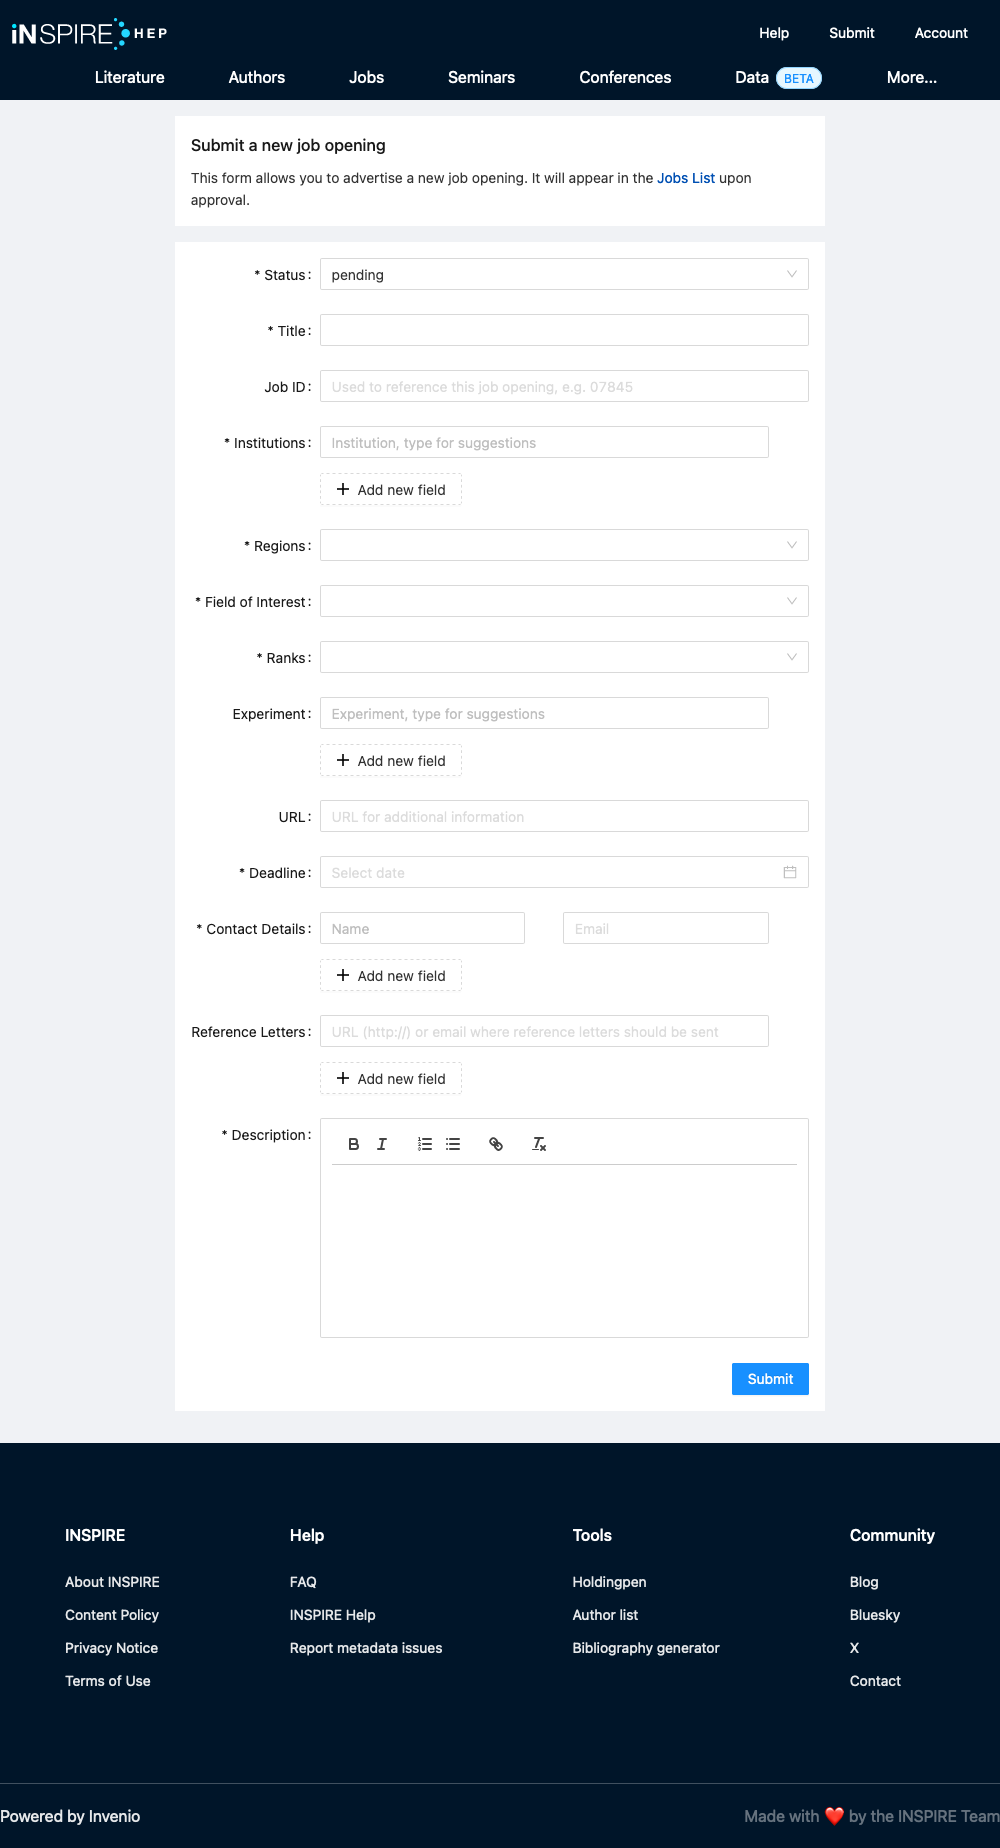 iNSPIRE HEP
Help Submit Account
Literature Authors Jobs Seminars Conferences Data BETA More...
Submit a new job opening
This form allows you to advertise a new job opening. It will appear in the Jobs List upon
approval.
* Status: pending
* Title:
Job ID: Used to reference this job opening, e.g. 07845
* Institutions: Institution, type for suggestions
+ Add new field
* Regions:
* Field of Interest:
* Ranks:
Experiment: Experiment, type for suggestions
+ Add new field
URL: URL for additional information
* Deadline: Select date
* Contact Details: Name Email
+ Add new field
Reference Letters: URL (http://) or email where reference letters should be sent
+ Add new field
* Description:
Submit
INSPIRE Help Tools Community
About INSPIRE FAQ Holdingpen Blog
Content Policy INSPIRE Help Author list Bluesky
Privacy Notice Report metadata issues Bibliography generator X
Terms of Use Contact
Powered by Invenio Made with ❤️ by the INSPIRE Team